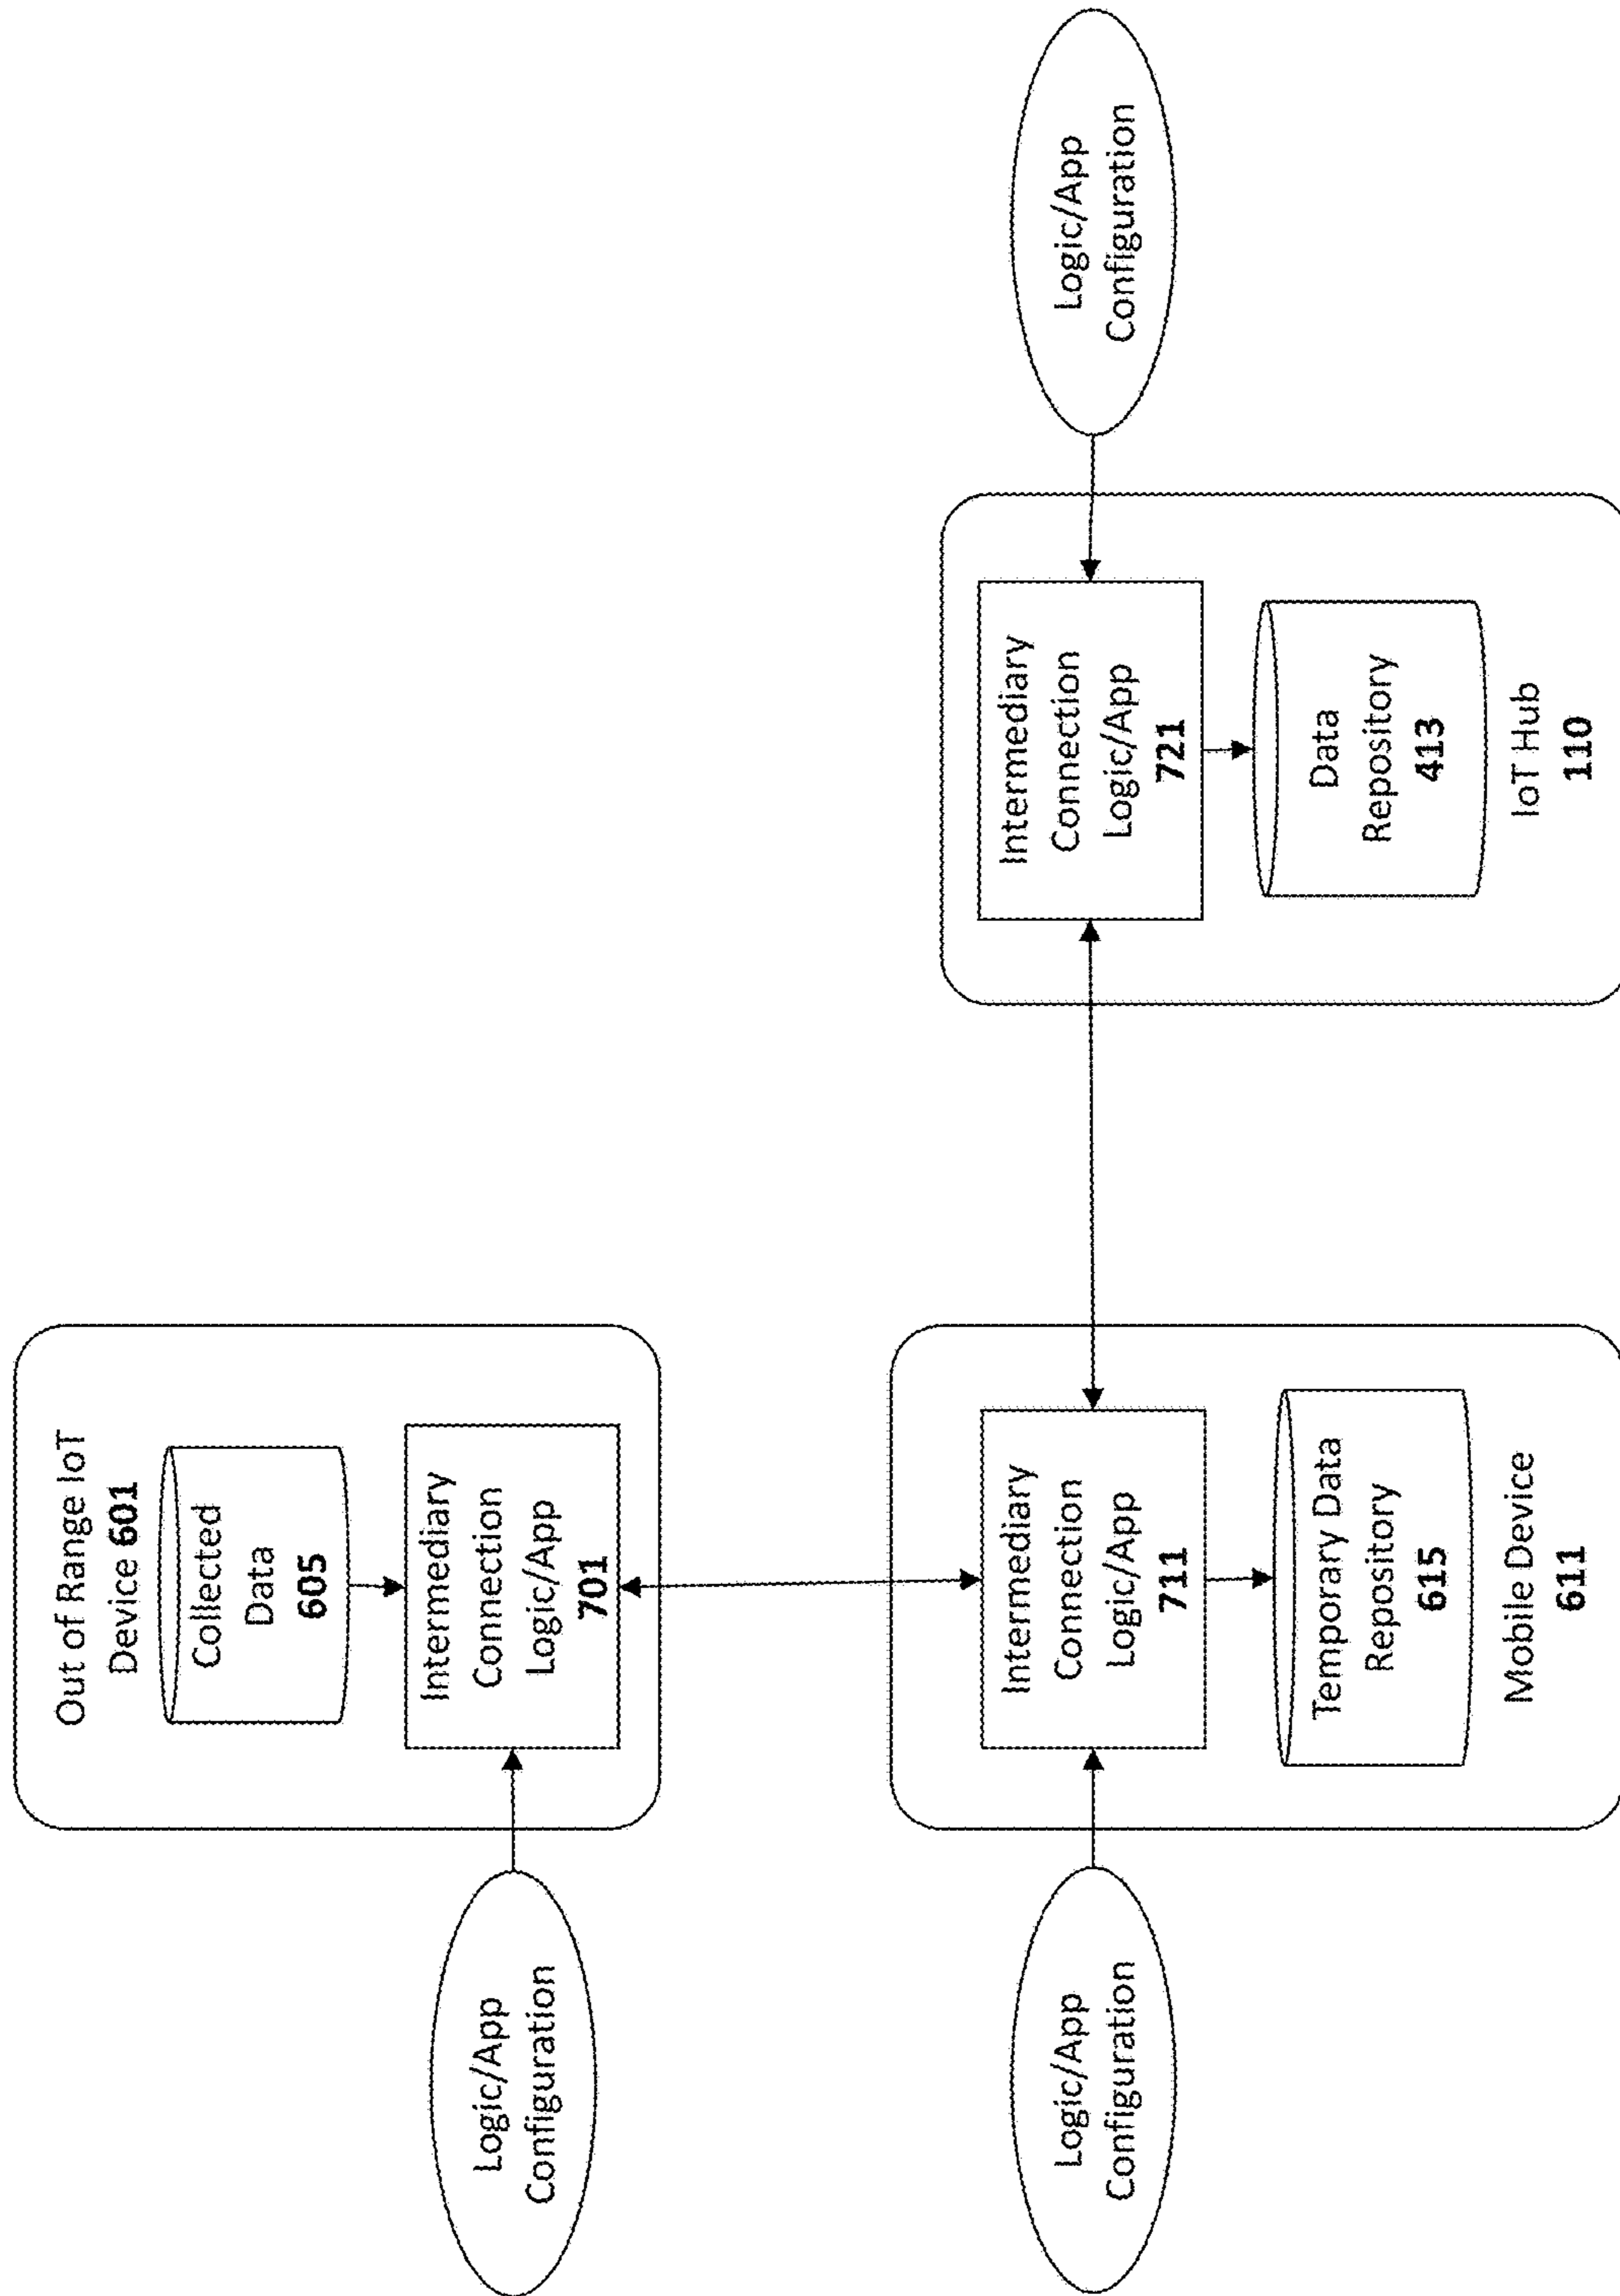 Out of Range IoT
Device 601
Collected
Data
605
Intermediary
Connection
Logic/App
701
Logic/App
Configuration
Logic/App
Configuration
Intermediary
Connection
Logic/App
711
Temporary Data
Repository
615
Mobile Device
611
Intermediary
Connection
Logic/App
721
Data
Repository
413
IoT Hub
110
Logic/App
Configuration